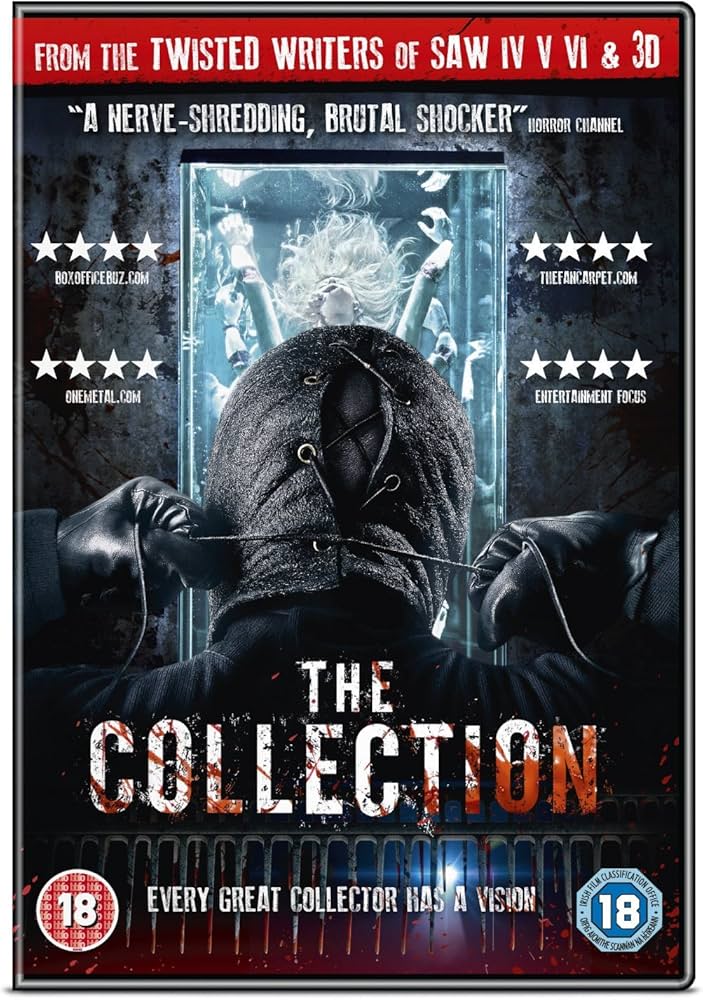 FROM THE TWISTED WRITERS OF SAW IV V VI & 3D
"A NERVE-SHREDDING, BRUTAL SHOCKER" HORROR CHANNEL
BOXOFFICEBUZ.COM
THEFANCARPET.COM
ONEMETAL.COM
ENTERTAINMENT FOCUS
THE
COLLECTION
EVERY GREAT COLLECTOR HAS A VISION
18
IRISH FILM CLASSIFICATION OFFICE
18